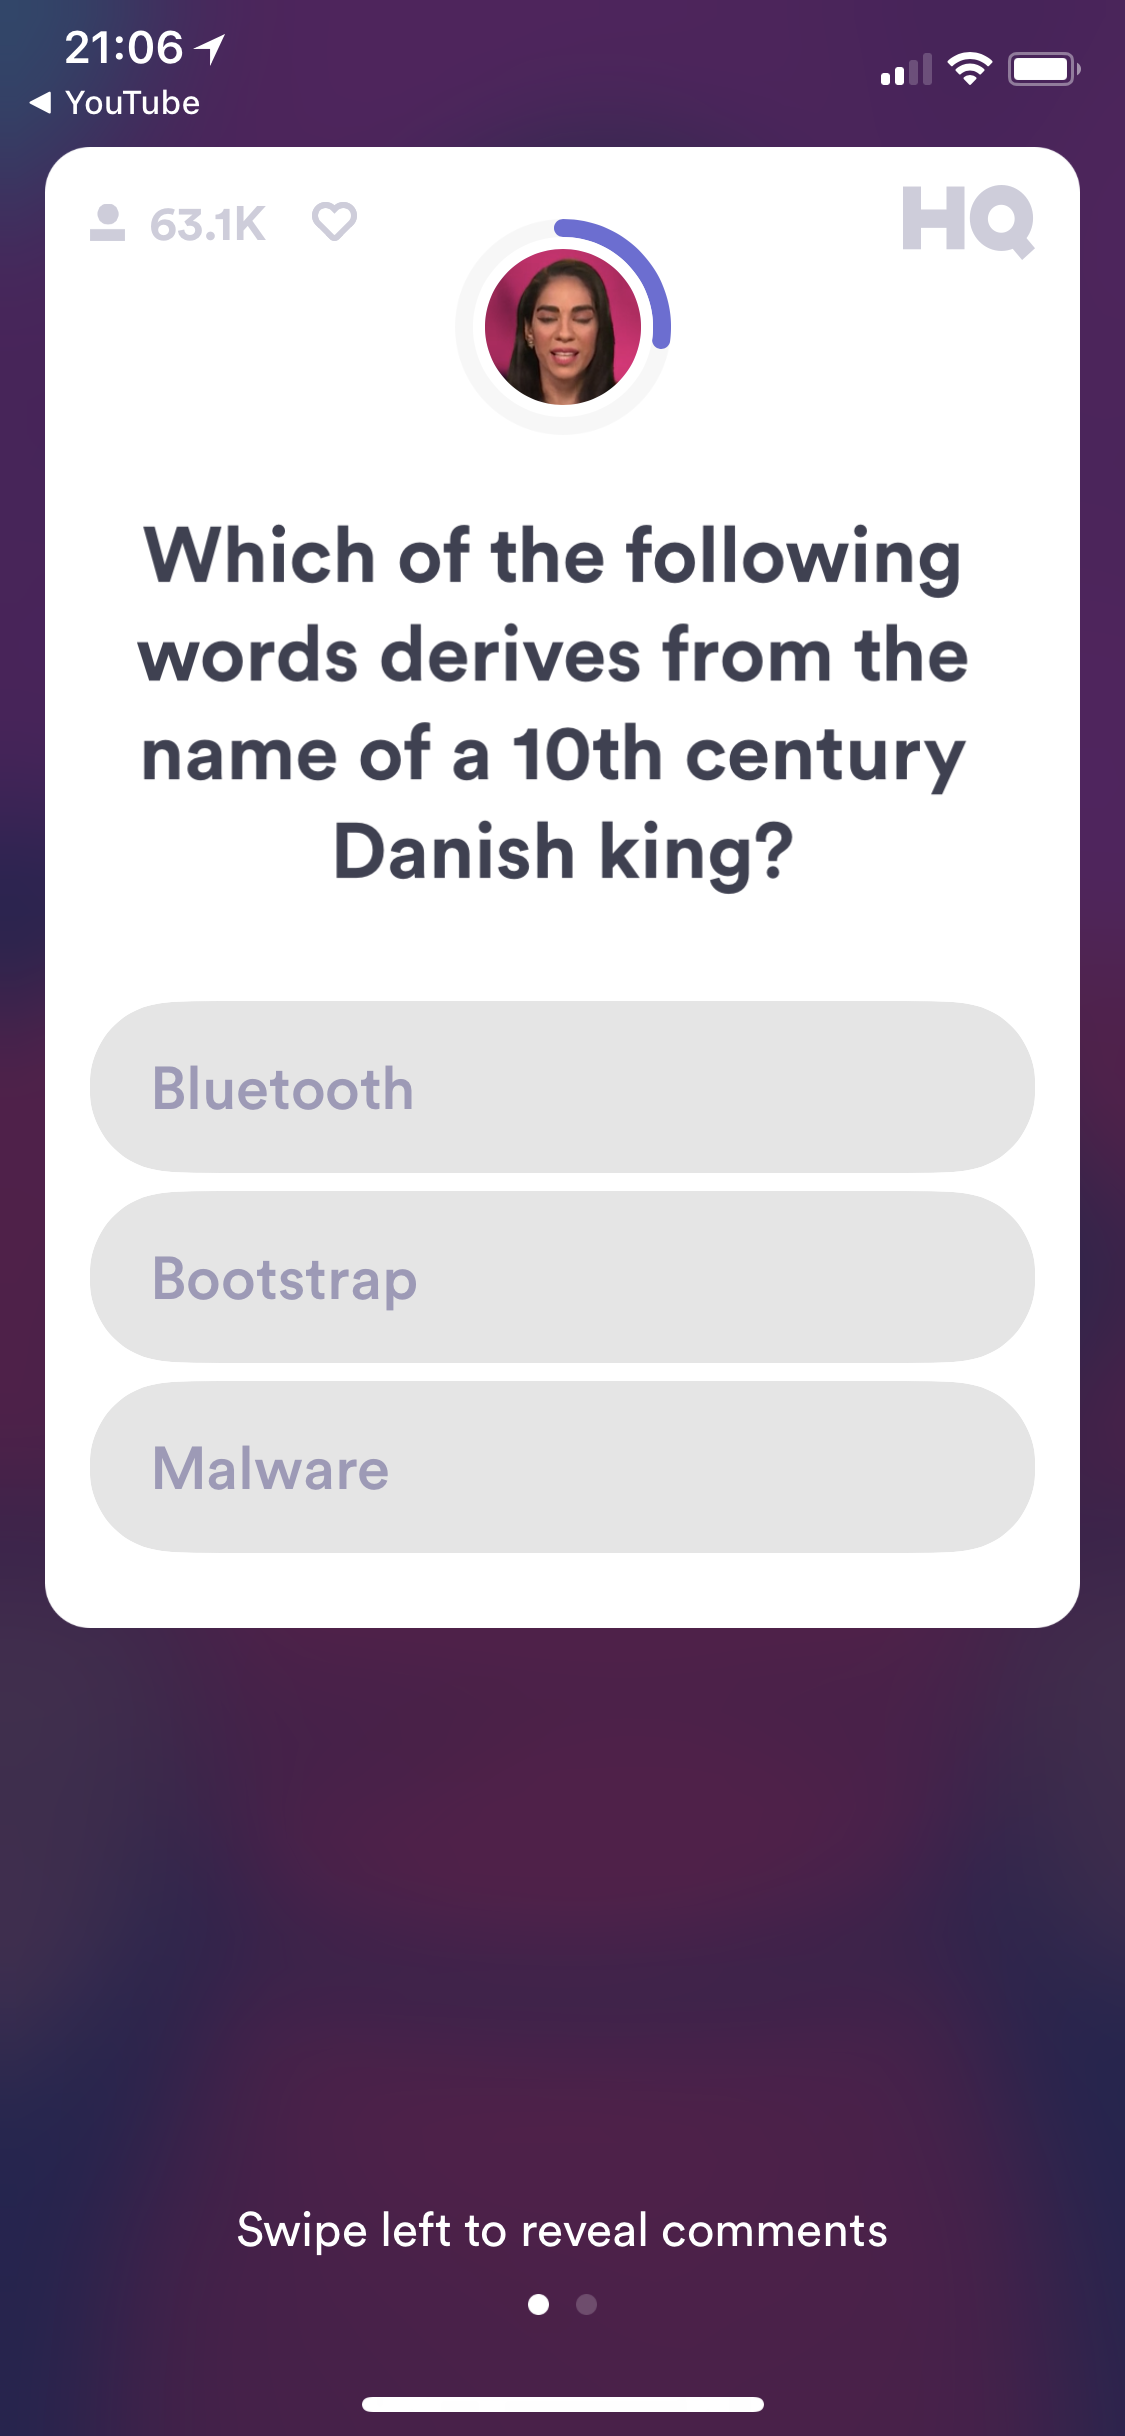 21:06
◀ YouTube
63.1K
HQ
Which of the following
words derives from the
name of a 10th century
Danish king?
Bluetooth
Bootstrap
Malware
Swipe left to reveal comments